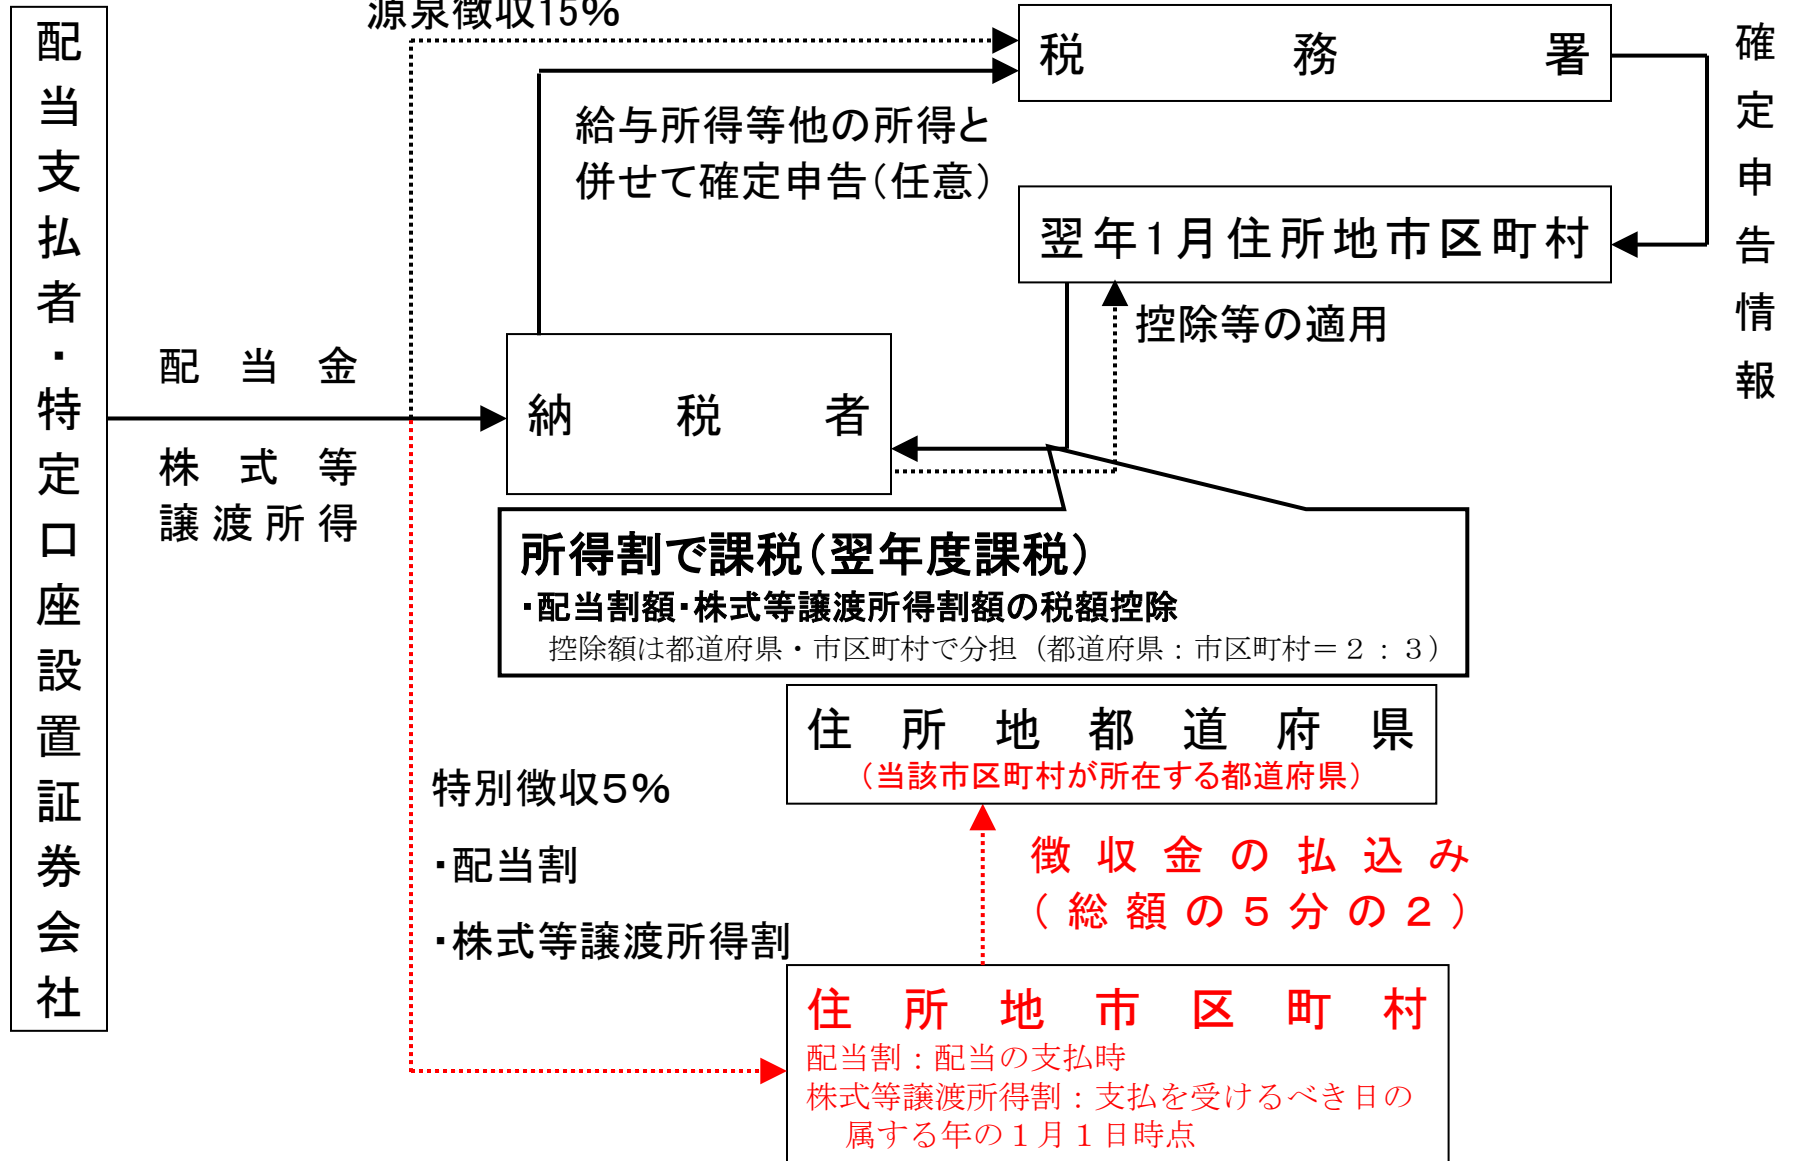 配当支払者・特定口座設置証券会社
源泉徴収15%
税務署
確定申告情報
給与所得等他の所得と
併せて確定申告(任意)
翌年1月住所地市区町村
控除等の適用
配当金
株式等
譲渡所得
納税者
所得割で課税(翌年度課税)
・配当割額・株式等譲渡所得割額の税額控除
控除額は都道府県・市区町村で分担(都道府県:市区町村=2:3)
住所地都道府県
(当該市区町村が所在する都道府県)
特別徴収5%
・配当割
・株式等譲渡所得割
徴収金の払込み
(総額の5分の2)
住所地市区町村
配当割:配当の支払時
株式等譲渡所得割:支払を受けるべき日の
属する年の1月1日時点